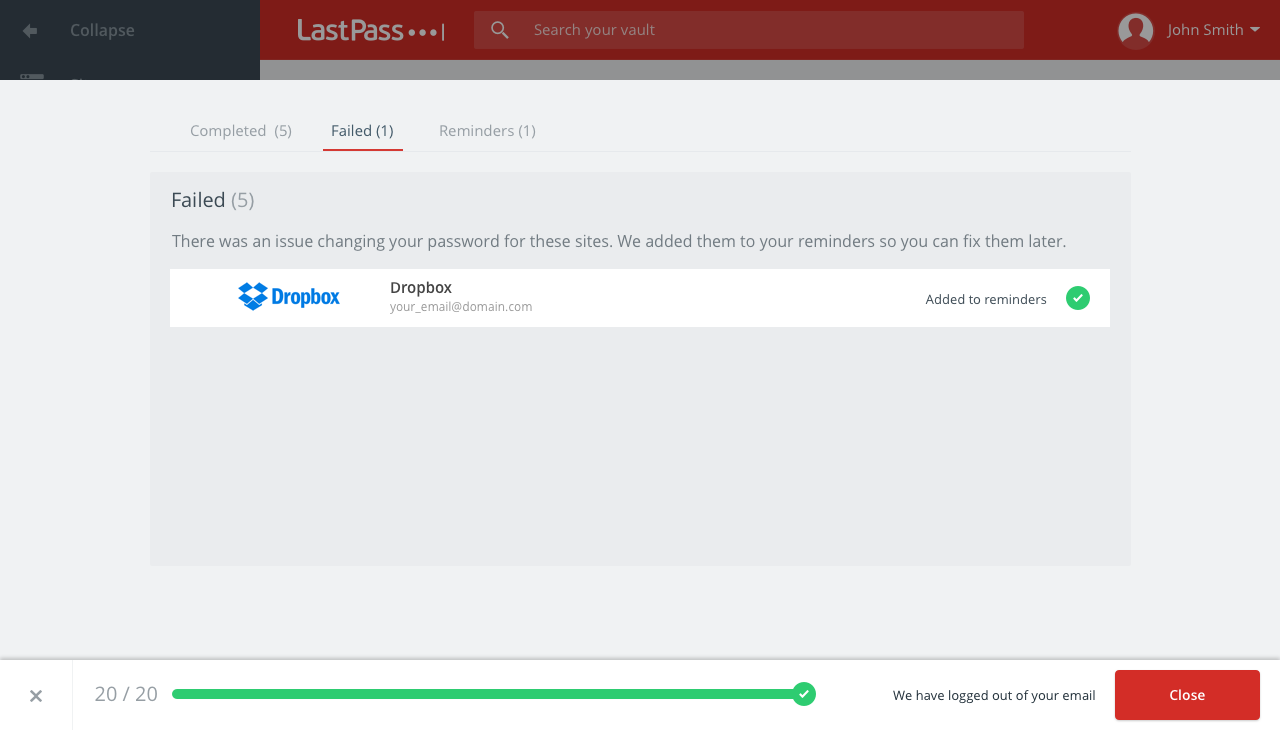 Collapse
LastPass
Search your vault
John Smith
Completed (5)
Failed (1)
Reminders (1)
Failed (5)
There was an issue changing your password for these sites. We added them to your reminders so you can fix them later.
Dropbox
Dropbox
your_email@domain.com
Added to reminders
20 / 20
We have logged out of your email
Close